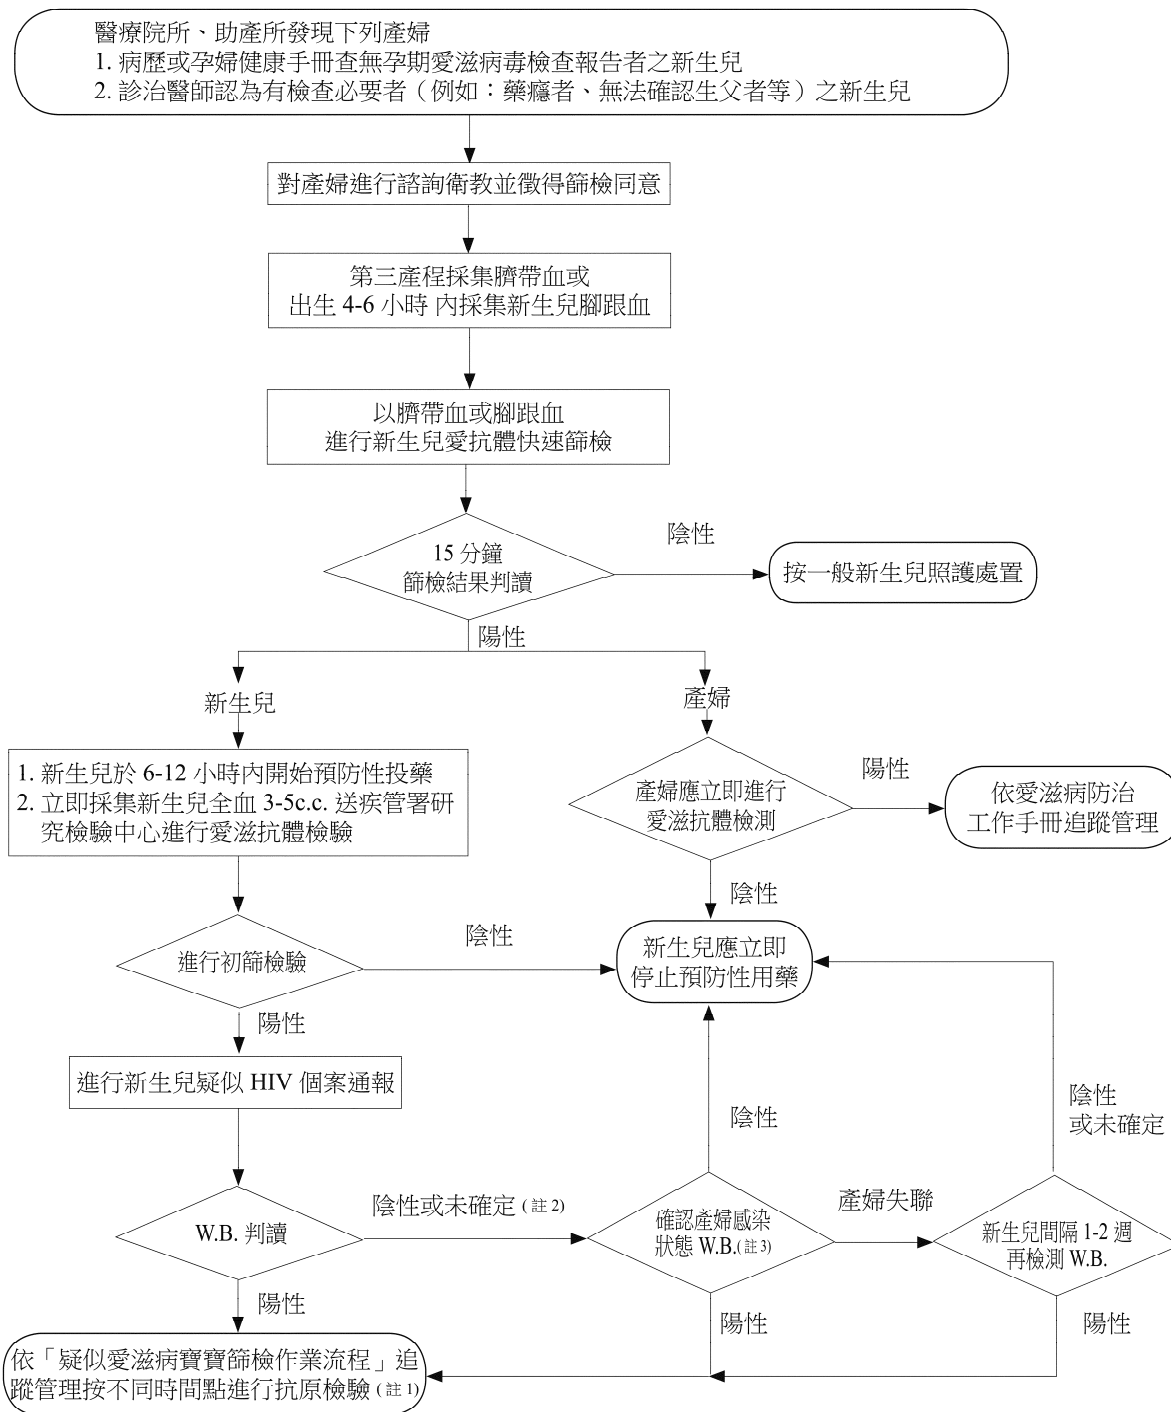 醫療院所、助產所發現下列產婦
1. 病歷或孕婦健康手冊查無孕期愛滋病毒檢查報告者之新生兒
2. 診治醫師認為有檢查必要者（例如：藥癮者、無法確認生父者等）之新生兒
對產婦進行諮詢衛教並徵得篩檢同意
第三產程採集臍帶血或
出生 4-6 小時 內採集新生兒腳跟血
以臍帶血或腳跟血
進行新生兒愛抗體快速篩檢
15 分鐘
篩檢結果判讀
陰性
按一般新生兒照護處置
陽性
新生兒
產婦
1. 新生兒於 6-12 小時內開始預防性投藥
2. 立即採集新生兒全血 3-5c.c. 送疾管署研
究檢驗中心進行愛滋抗體檢驗
產婦應立即進行
愛滋抗體檢測
陽性
依愛滋病防治
工作手冊追蹤管理
陰性
進行初篩檢驗
陰性
新生兒應立即
停止預防性用藥
陽性
進行新生兒疑似 HIV 個案通報
陰性
陰性
或未確定
W.B. 判讀
陰性或未確定 (註 2)
確認產婦感染
狀態 W.B.(註 3)
產婦失聯
新生兒間隔 1-2 週
再檢測 W.B.
陽性
陽性
陽性
依「疑似愛滋病寶寶篩檢作業流程」追
蹤管理按不同時間點進行抗原檢驗 (註 1)